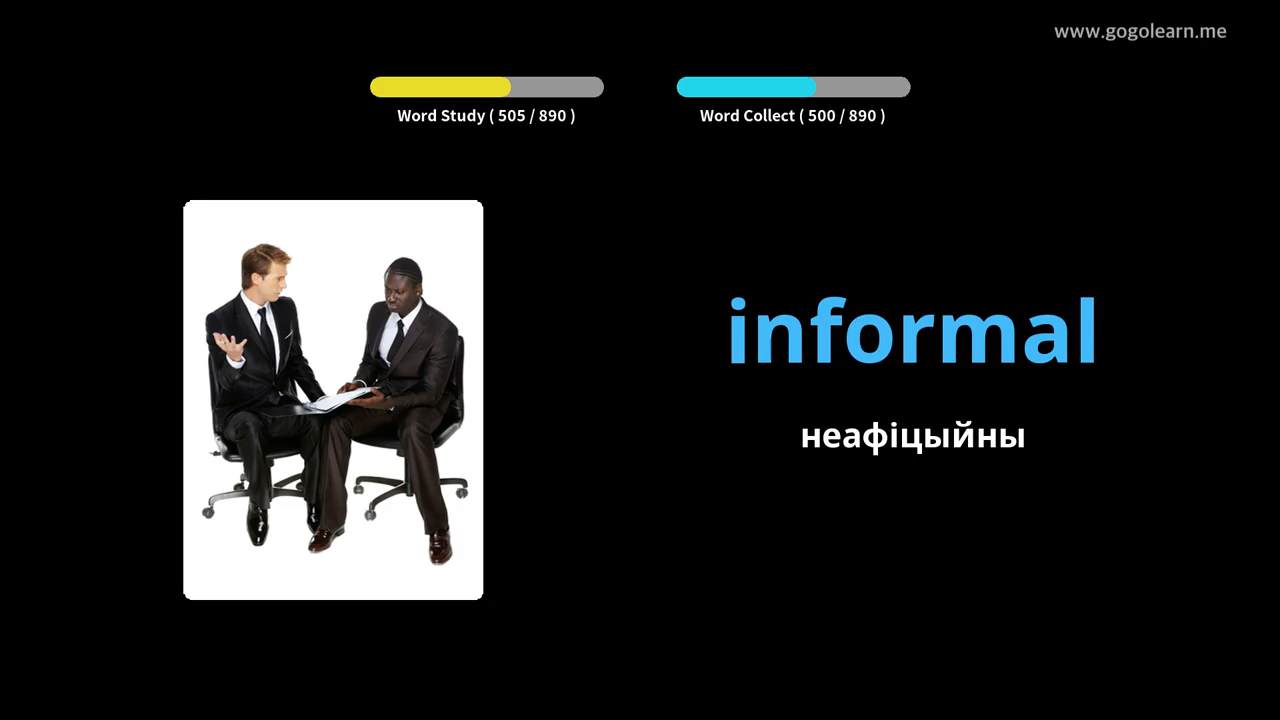 www.gogolearn.me
Word Study ( 505 / 890 )
Word Collect ( 500 / 890 )
informal
неафіцыйны